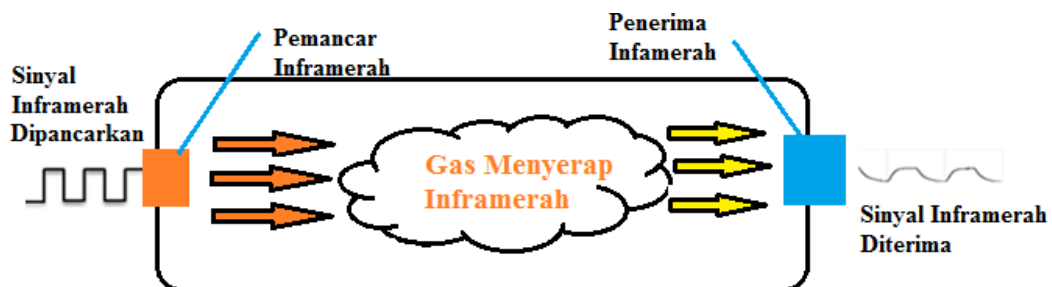 Sinyal
Inframerah
Dipancarkan
Pemancar
Inframerah
Gas Menyerap
Inframerah
Penerima
Infamerah
Sinyal Inframerah
Diterima